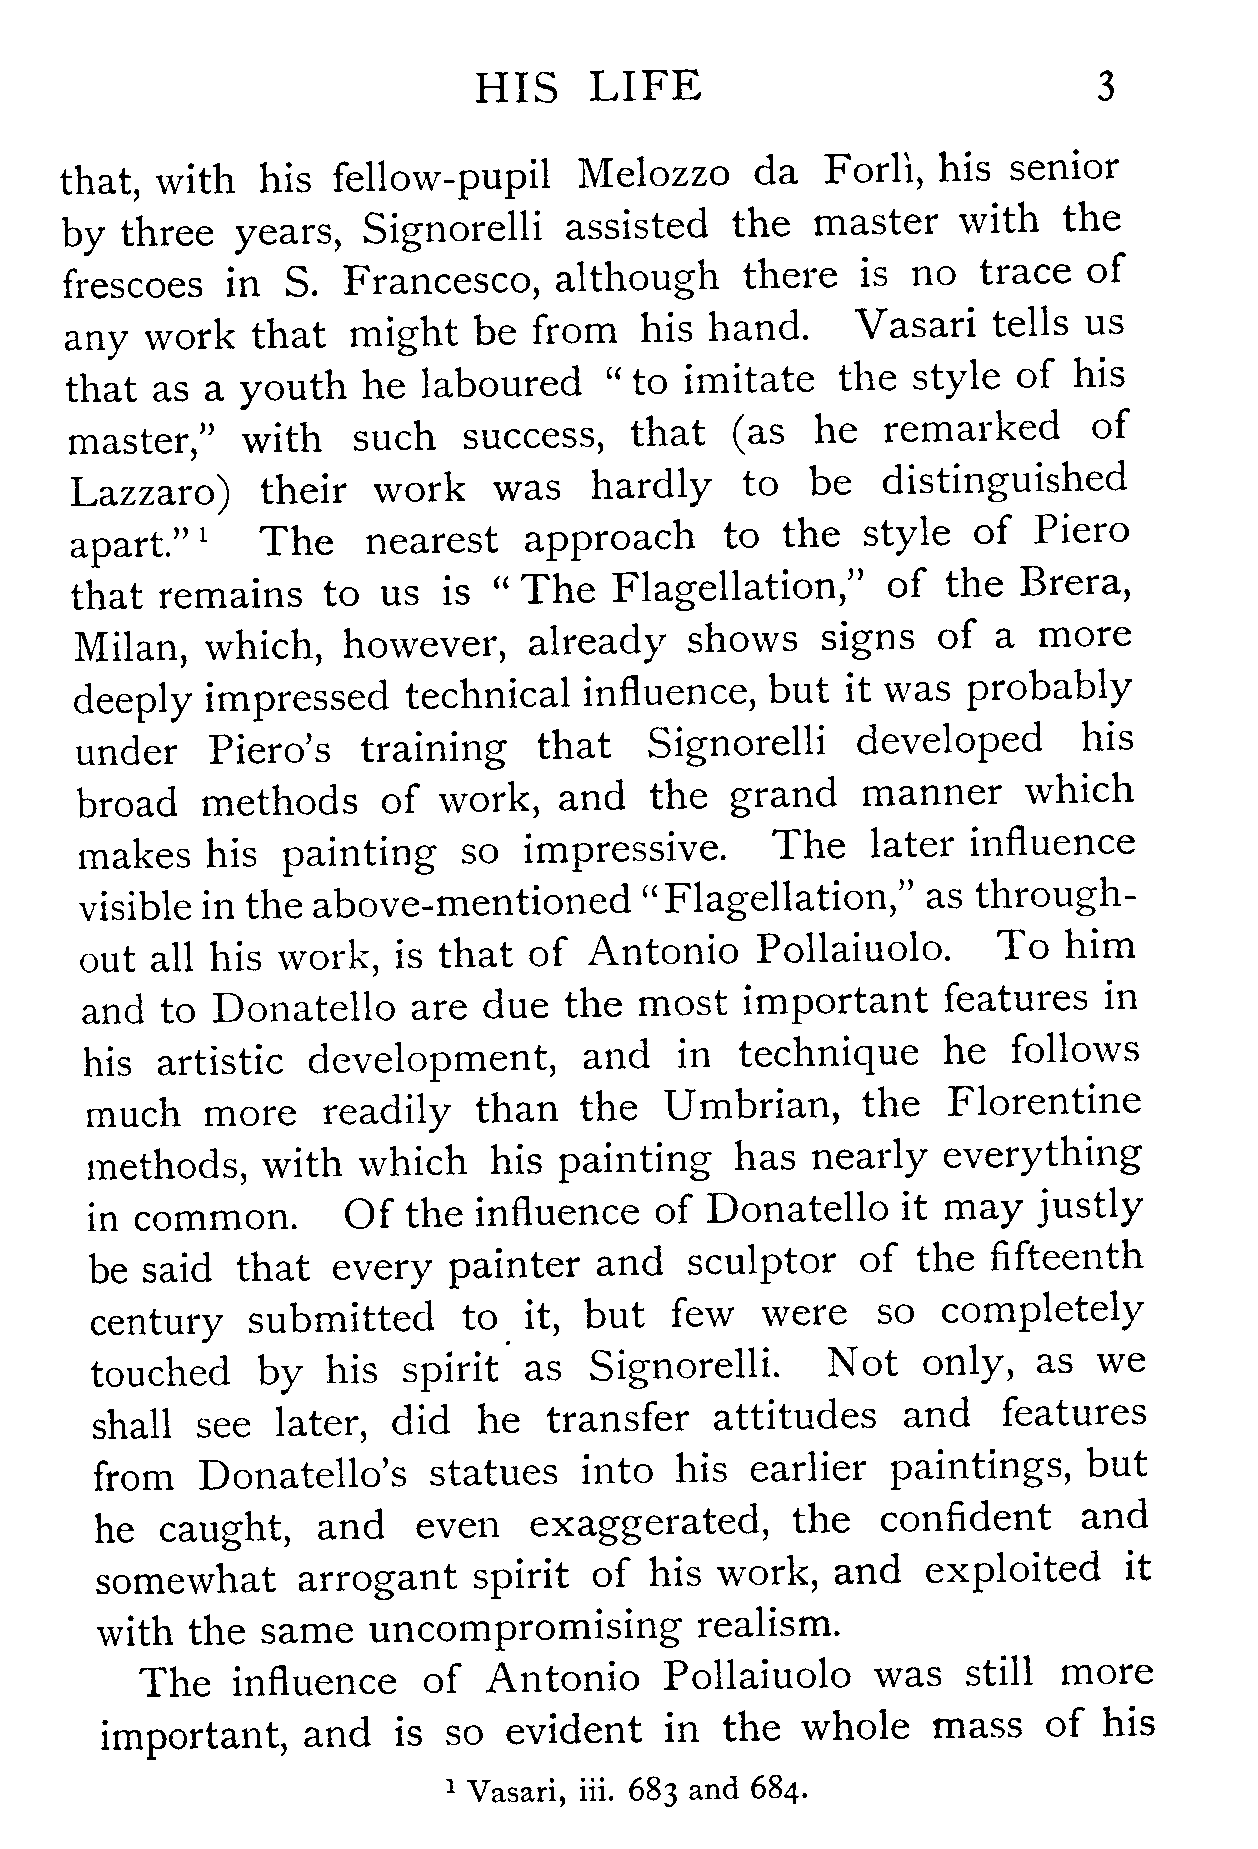 HIS LIFE 3
that, with his fellow-pupil Melozzo da Forlì, his senior
by three years, Signorelli assisted the master with the
frescoes in S. Francesco, although there is no trace of
any work that might be from his hand. Vasari tells us
that as a youth he laboured “ to imitate the style of his
master,” with such success, that (as he remarked of
Lazzaro) their work was hardly to be distinguished
apart.” ¹ The nearest approach to the style of Piero
that remains to us is “ The Flagellation,” of the Brera,
Milan, which, however, already shows signs of a more
deeply impressed technical influence, but it was probably
under Piero’s training that Signorelli developed his
broad methods of work, and the grand manner which
makes his painting so impressive. The later influence
visible in the above-mentioned “Flagellation,” as through-
out all his work, is that of Antonio Pollaiuolo. To him
and to Donatello are due the most important features in
his artistic development, and in technique he follows
much more readily than the Umbrian, the Florentine
methods, with which his painting has nearly everything
in common. Of the influence of Donatello it may justly
be said that every painter and sculptor of the fifteenth
century submitted to it, but few were so completely
touched by his spirit as Signorelli. Not only, as we
shall see later, did he transfer attitudes and features
from Donatello’s statues into his earlier paintings, but
he caught, and even exaggerated, the confident and
somewhat arrogant spirit of his work, and exploited it
with the same uncompromising realism.
The influence of Antonio Pollaiuolo was still more
important, and is so evident in the whole mass of his
¹ Vasari, iii. 683 and 684.